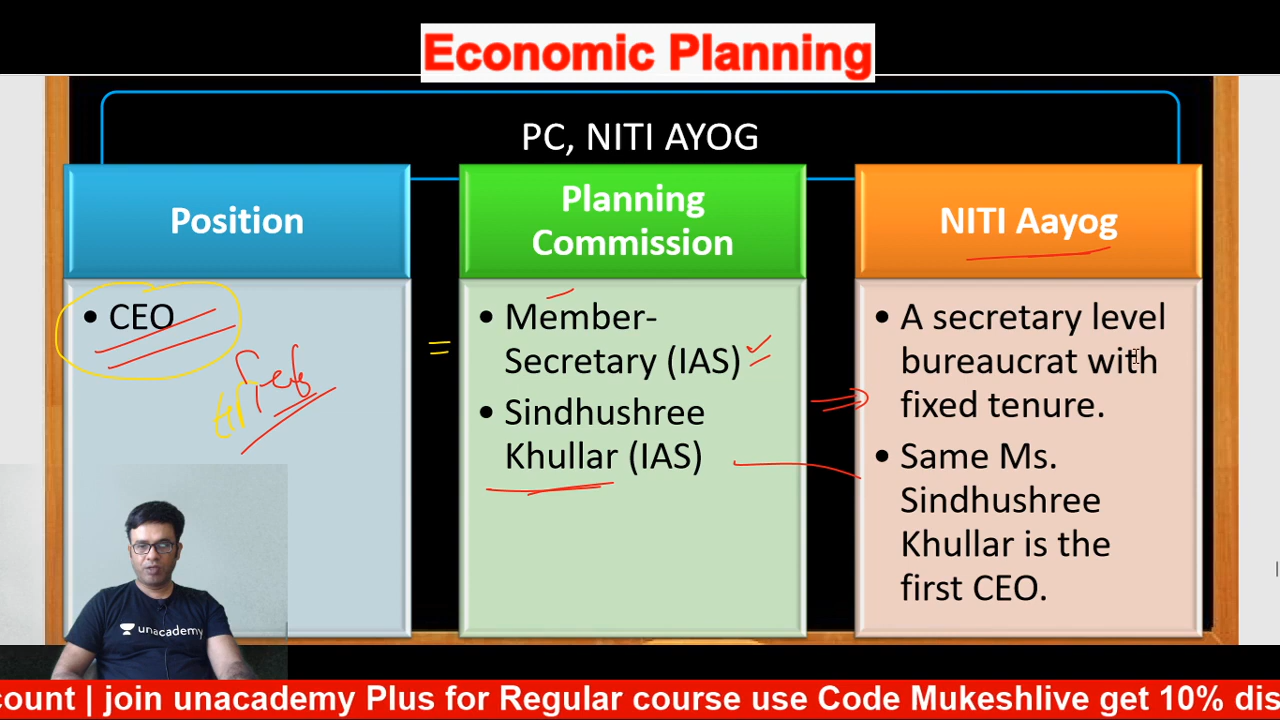 Economic Planning
PC, NITI AYOG
Position
Planning
Commission
NITI Aayog
• CEO
• Member-
Secretary (IAS)
• Sindhushree
Khullar (IAS)
=
• A secretary level
bureaucrat with
fixed tenure.
• Same Ms.
Sindhushree
Khullar is the
first CEO.
unacademy
count | join unacademy Plus for Regular course use Code Mukeshlive get 10% dis